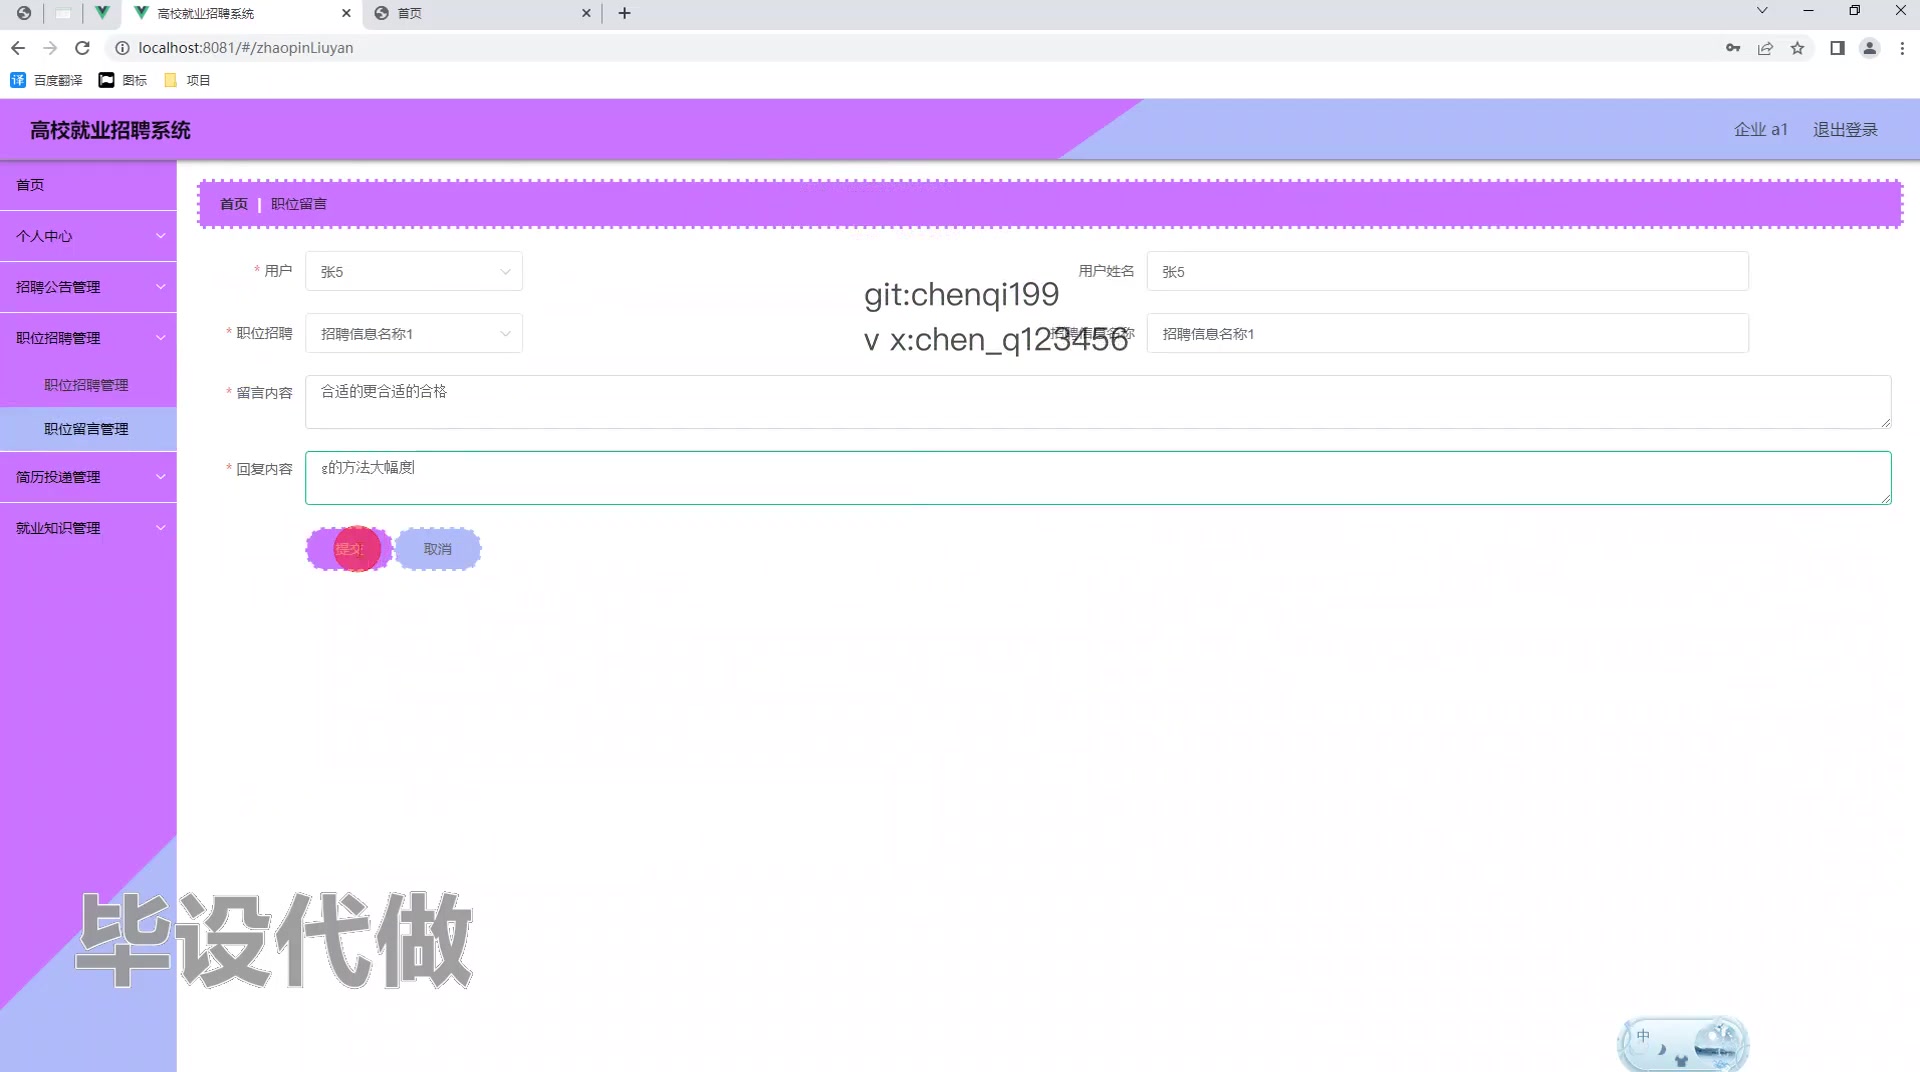 高校就业招聘系统
首页
localhost:8081/#/zhaopinLiuyan
百度翻译
图标
项目
高校就业招聘系统
企业 a1
退出登录
首页
个人中心
招聘公告管理
职位招聘管理
职位招聘管理
职位留言管理
简历投递管理
就业知识管理
首页 | 职位留言
* 用户
张5
用户姓名
张5
git:chenqi199
* 职位招聘
招聘信息名称1
招聘信息名称
招聘信息名称1
v x:chen_q123456
* 留言内容
合适的更合适的合格
* 回复内容
g的方法大幅度
提交
取消
毕设代做
中